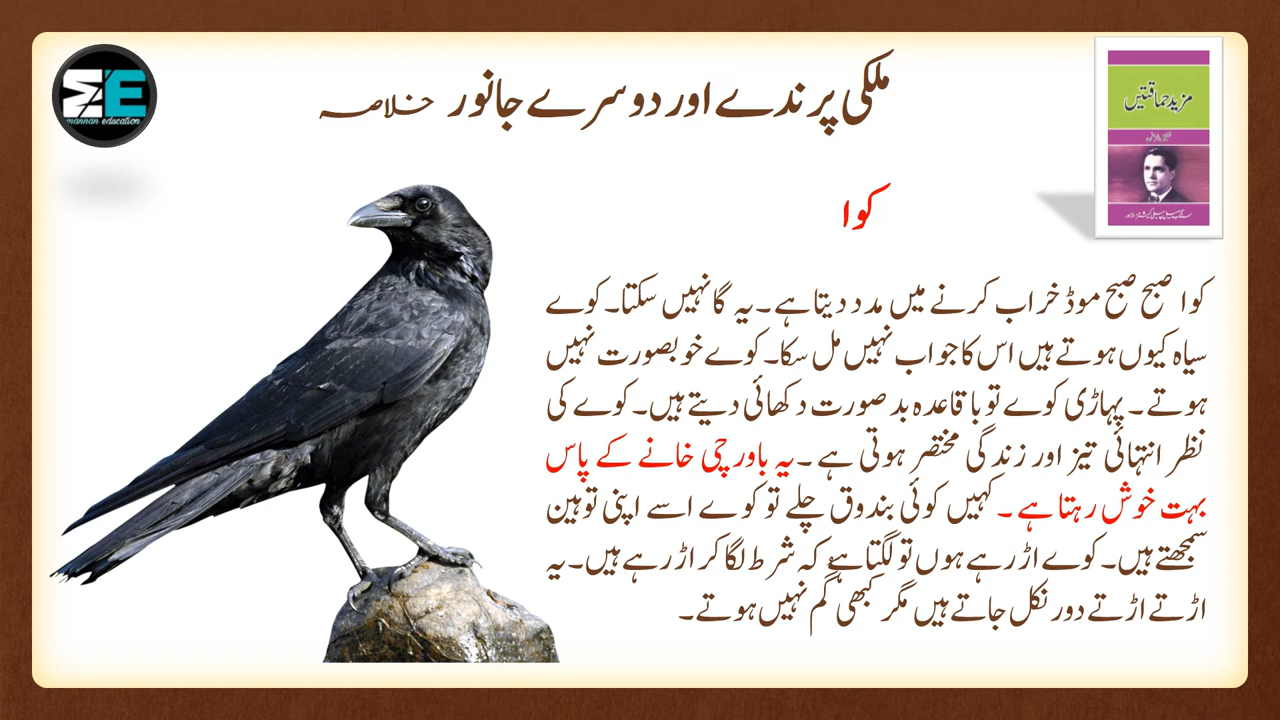 ملکی پرندے اور دوسرے جانور خلاصہ
mannan education
مزید حماقتیں
کوا
کوا صبح صبح موڈ خراب کرنے میں مدد دیتا ہے۔ یہ گا نہیں سکتا۔ کوے
سیاہ کیوں ہوتے ہیں اس کا جواب نہیں مل سکا۔ کوے خوبصورت نہیں
ہوتے۔ پہاڑی کوے تو باقاعدہ بد صورت دکھائی دیتے ہیں۔ کوے کی
نظر انتہائی تیز اور زندگی مختصر ہوتی ہے۔ یہ باورچی خانے کے پاس
بہت خوش رہتا ہے۔ کہیں کوئی بندوق چلے تو کوے اسے اپنی توہین
سمجھتے ہیں۔ کوے اڑ رہے ہوں تو لگتا ہے کہ شرط لگا کر اڑ رہے ہیں۔ یہ
اڑتے اڑتے دور نکل جاتے ہیں مگر کبھی گم نہیں ہوتے۔